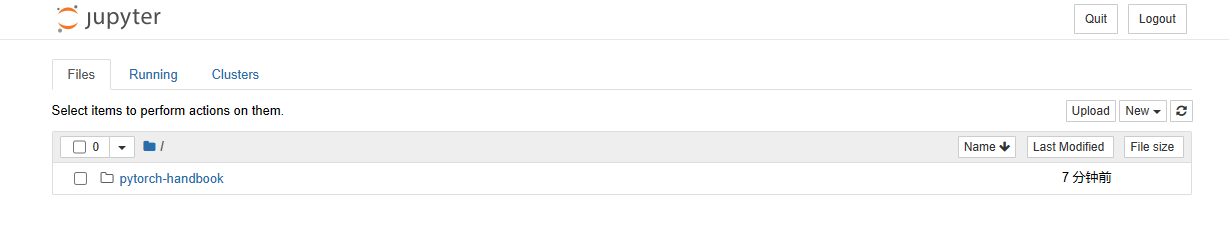 jupyter
Quit
Logout
Files
Running
Clusters
Select items to perform actions on them.
Upload
New
0
/
Name
Last Modified
File size
pytorch-handbook
7 分钟前